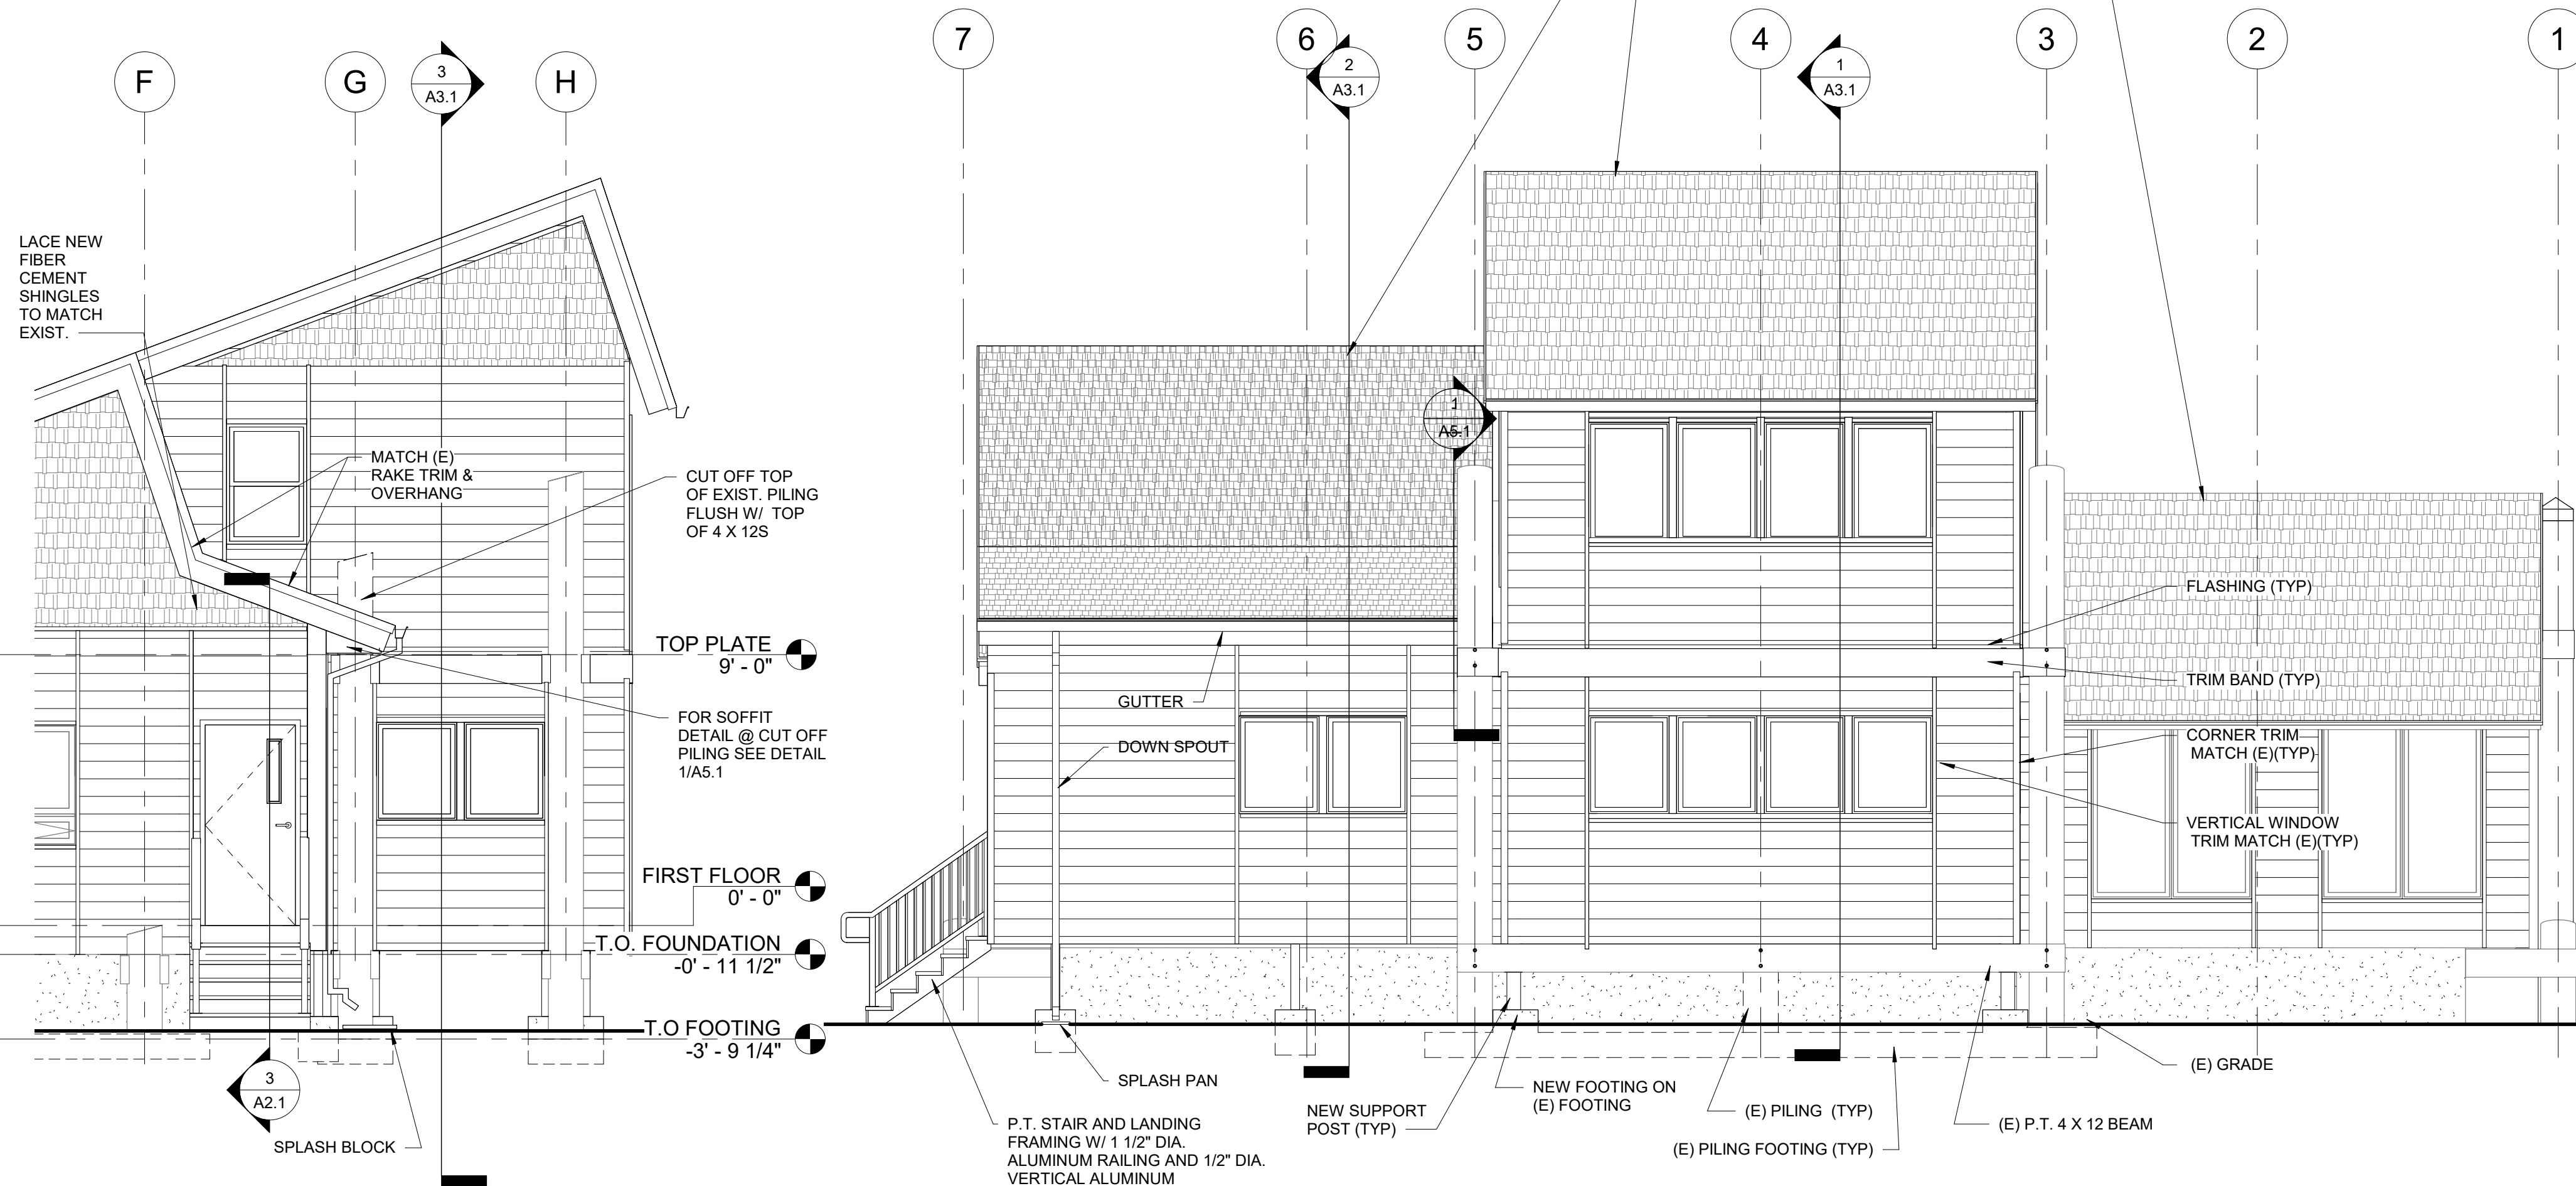 F
G
3
A3.1
H
7
6
2
A3.1
5
4
1
A3.1
3
2
1
LACE NEW
FIBER
CEMENT
SHINGLES
TO MATCH
EXIST.
MATCH (E)
RAKE TRIM &
OVERHANG
CUT OFF TOP
OF EXIST. PILING
FLUSH W/ TOP
OF 4 X 12S
TOP PLATE
9' - 0"
FOR SOFFIT
DETAIL @ CUT OFF
PILING SEE DETAIL
1/A5.1
FIRST FLOOR
0' - 0"
T.O. FOUNDATION
-0' - 11 1/2"
T.O FOOTING
-3' - 9 1/4"
3
A2.1
SPLASH BLOCK
1
A5.1
GUTTER
DOWN SPOUT
SPLASH PAN
P.T. STAIR AND LANDING
FRAMING W/ 1 1/2" DIA.
ALUMINUM RAILING AND 1/2" DIA.
VERTICAL ALUMINUM
NEW SUPPORT
POST (TYP)
NEW FOOTING ON
(E) FOOTING
(E) PILING (TYP)
(E) PILING FOOTING (TYP)
(E) P.T. 4 X 12 BEAM
(E) GRADE
FLASHING (TYP)
TRIM BAND (TYP)
CORNER TRIM
MATCH (E)(TYP)
VERTICAL WINDOW
TRIM MATCH (E)(TYP)